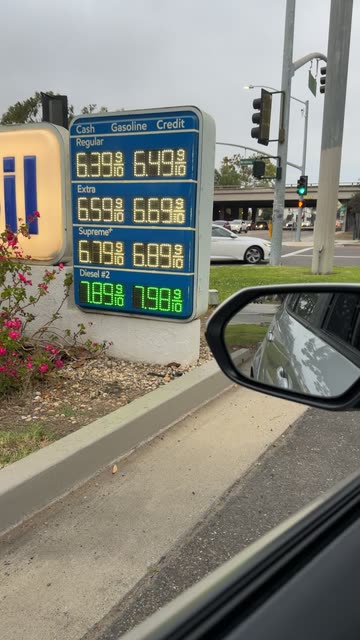 Cash Gasoline Credit
Regular
6.39 9/10 6.49 9/10
Extra
6.59 9/10 6.69 9/10
Supreme+
6.79 9/10 6.89 9/10
Diesel #2
7.89 9/10 7.98 9/10
il